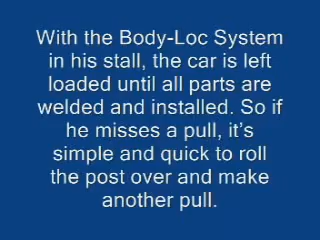 With the Body-Loc System
in his stall, the car is left
loaded until all parts are
welded and installed. So if
he misses a pull, it's
simple and quick to roll
the post over and make
another pull.